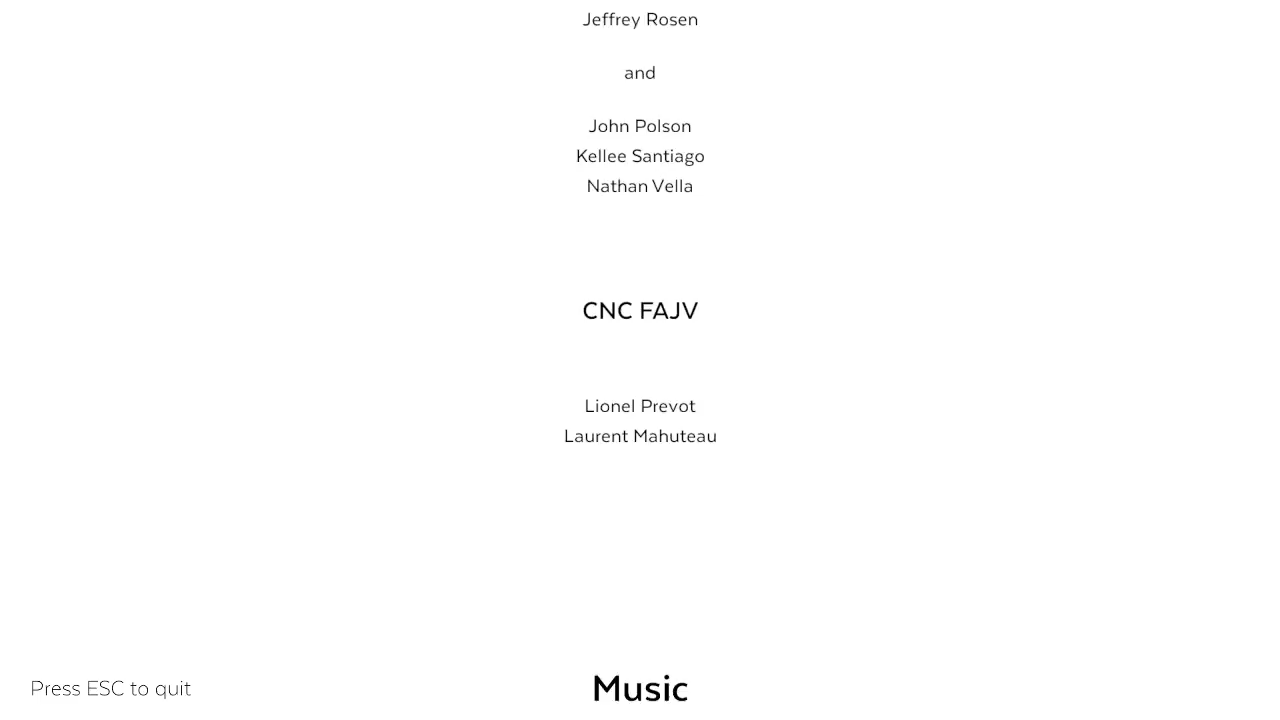 Jeffrey Rosen
and
John Polson
Kellee Santiago
Nathan Vella
CNC FAJV
Lionel Prevot
Laurent Mahuteau
Press ESC to quit
Music